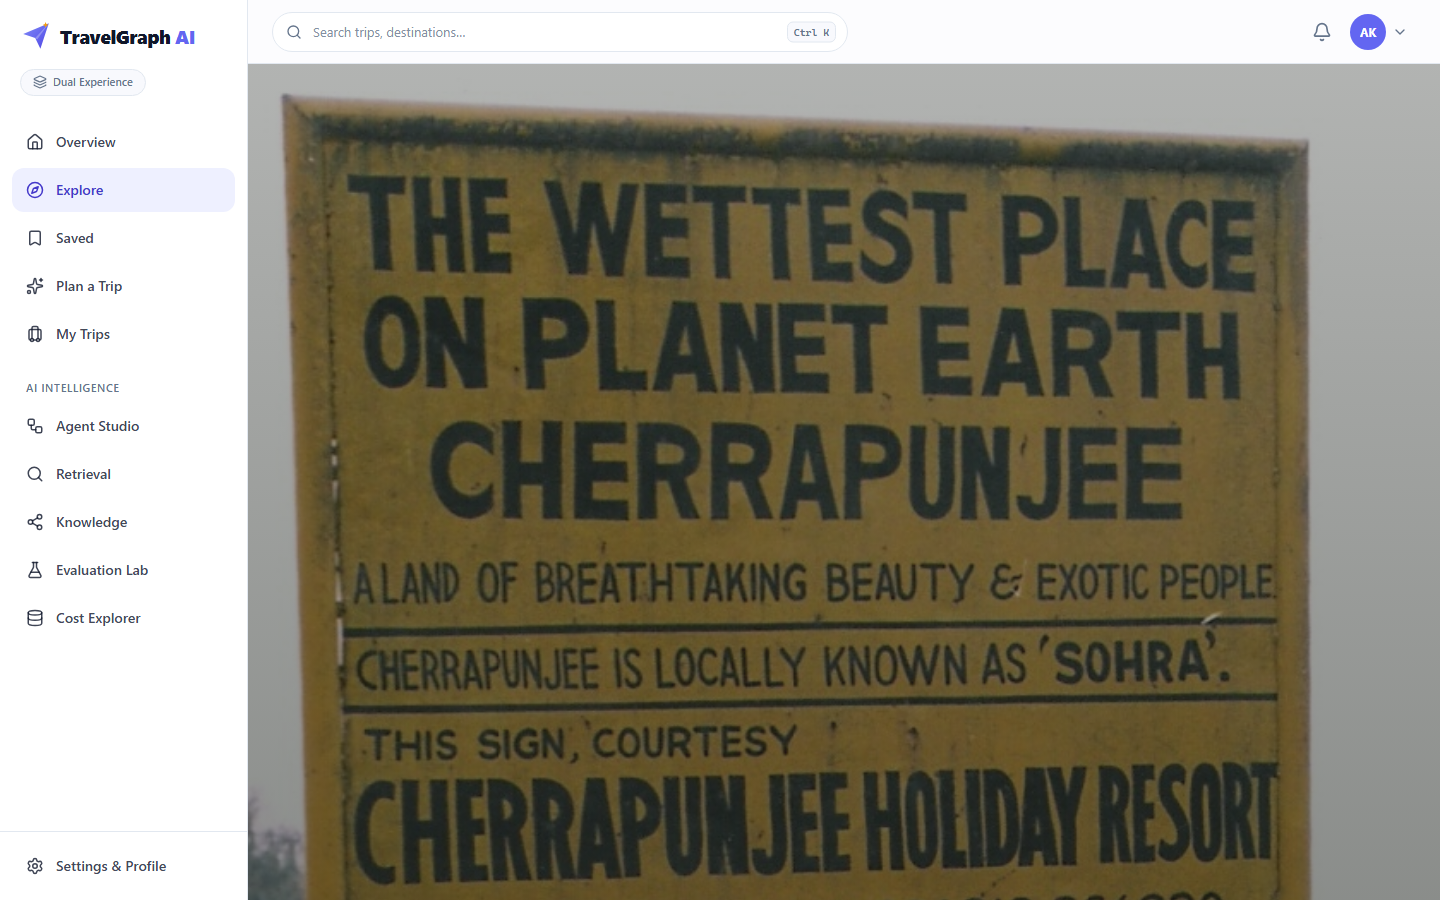 TravelGraph AI
Dual Experience
Overview
Explore
Saved
Plan a Trip
My Trips
AI INTELLIGENCE
Agent Studio
Retrieval
Knowledge
Evaluation Lab
Cost Explorer
Settings & Profile
Search trips, destinations...
Ctrl K
AK
THE WETTEST PLACE
ON PLANET EARTH
CHERRAPUNJEE
A LAND OF BREATHTAKING BEAUTY & EXOTIC PEOPLE.
CHERRAPUNJEE IS LOCALLY KNOWN AS 'SOHRA'.
THIS SIGN, COURTESY
CHERRAPUNJEE HOLIDAY RESORT